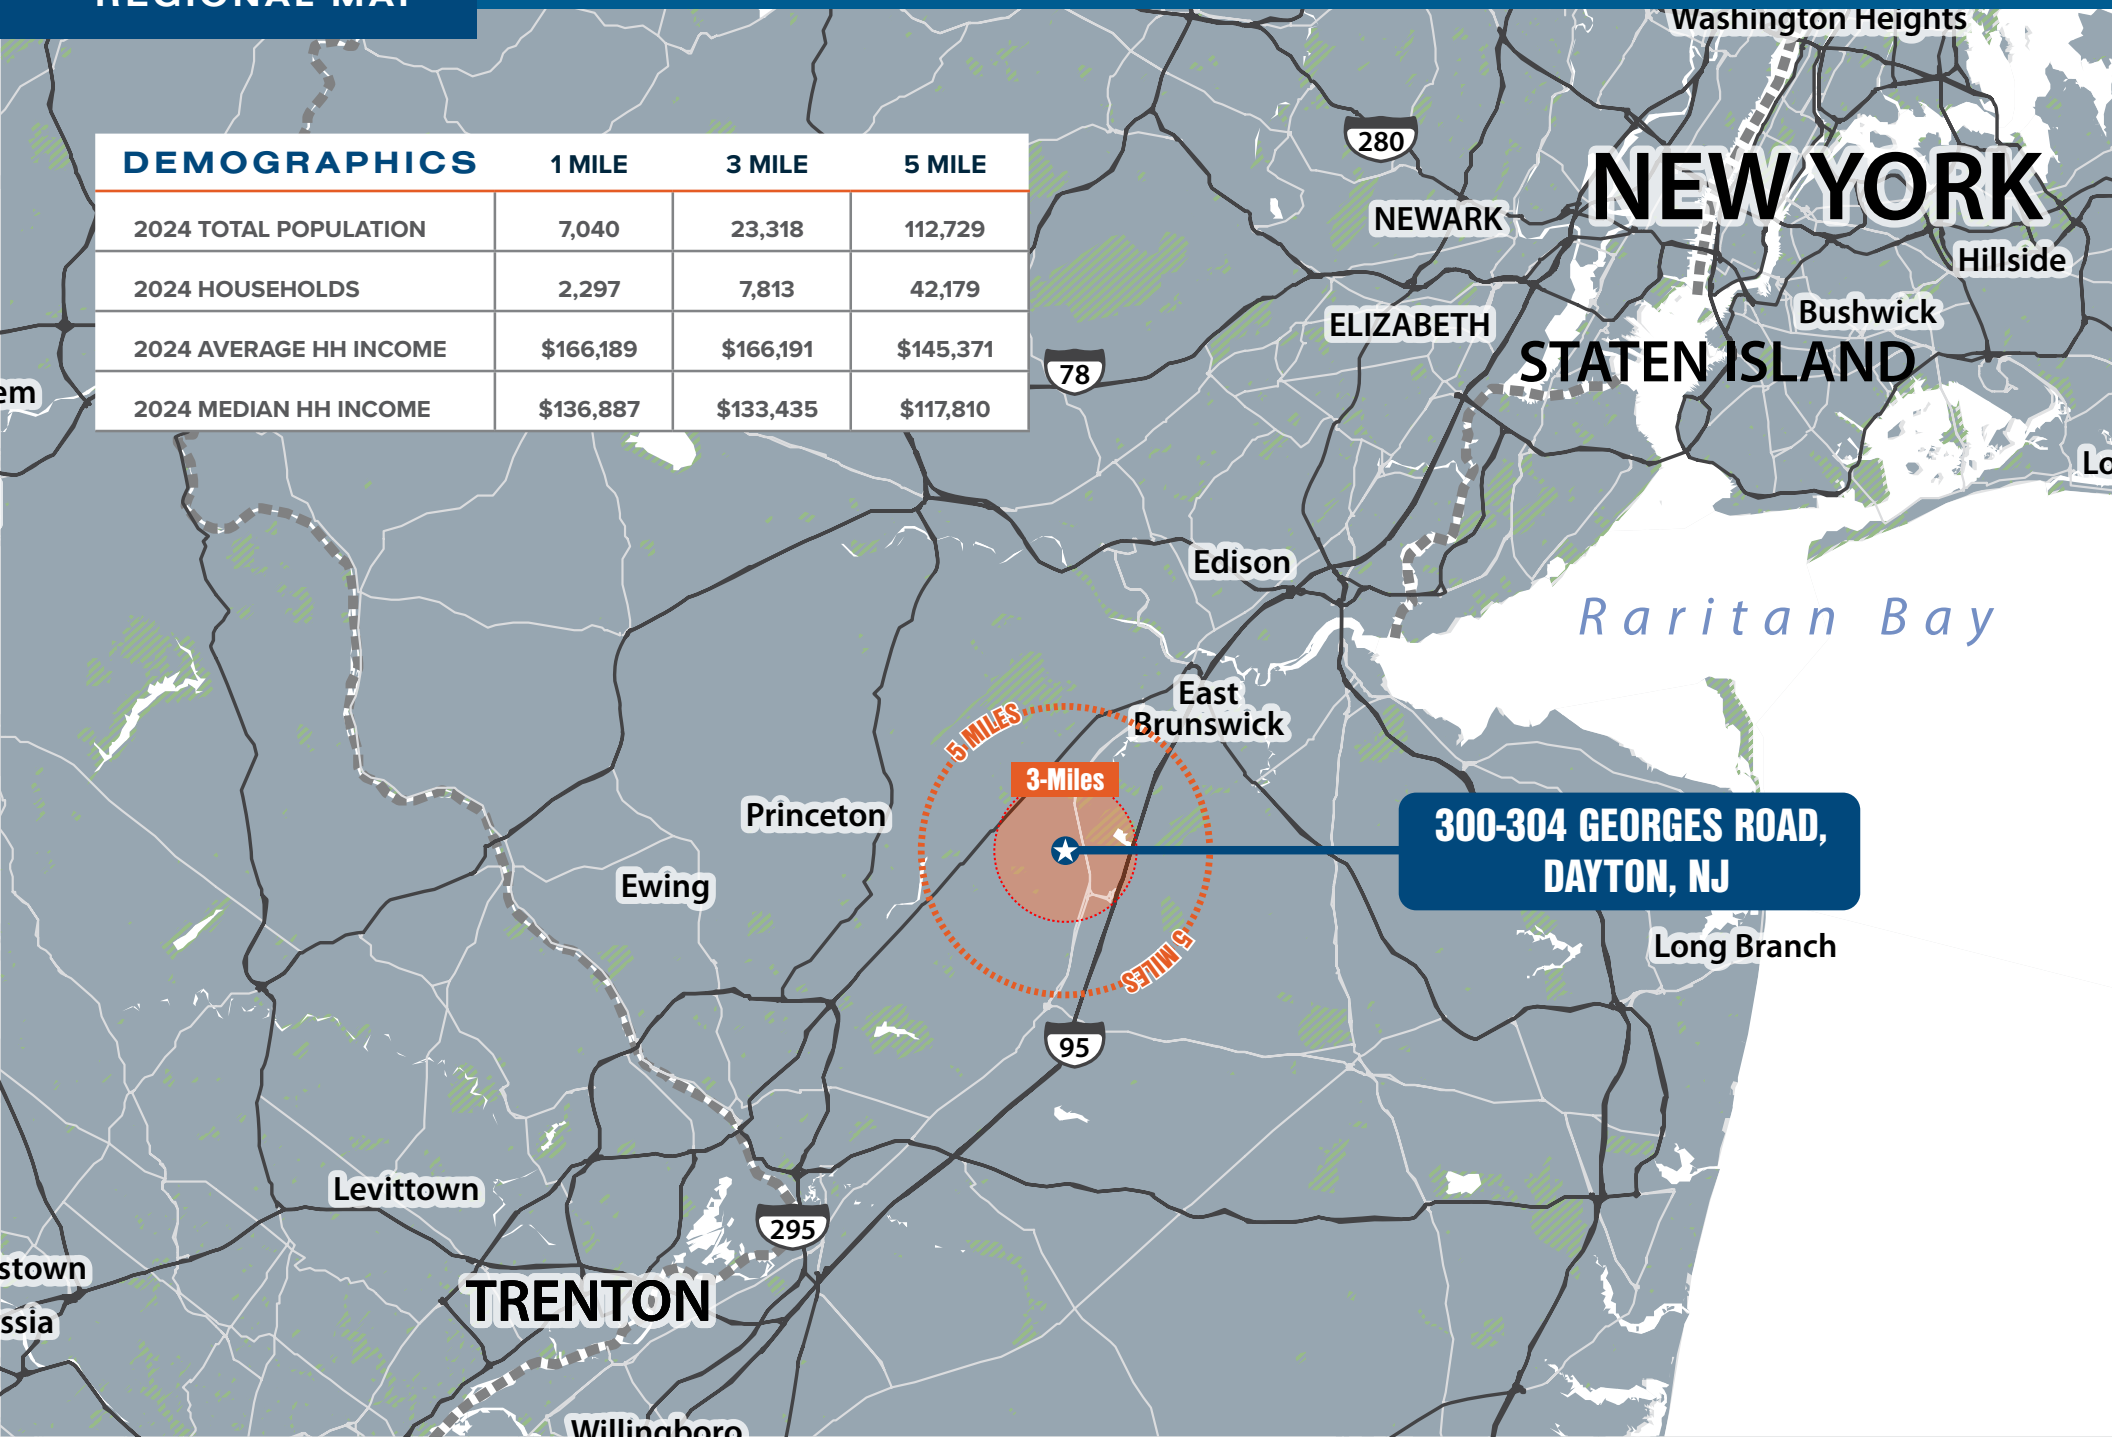 REGIONAL MAP
Washington Heights
DEMOGRAPHICS 1 MILE 3 MILE 5 MILE
2024 TOTAL POPULATION 7,040 23,318 112,729
2024 HOUSEHOLDS 2,297 7,813 42,179
2024 AVERAGE HH INCOME $166,189 $166,191 $145,371
2024 MEDIAN HH INCOME $136,887 $133,435 $117,810
280
NEW YORK
NEWARK
Hillside
Bushwick
ELIZABETH
STATEN ISLAND
78
em
Lo
Edison
Raritan Bay
East
Brunswick
5 MILES
3-Miles
Princeton
300-304 GEORGES ROAD,
DAYTON, NJ
Ewing
Long Branch
5 MILES
95
Levittown
295
stown
TRENTON
ssia
Willingboro